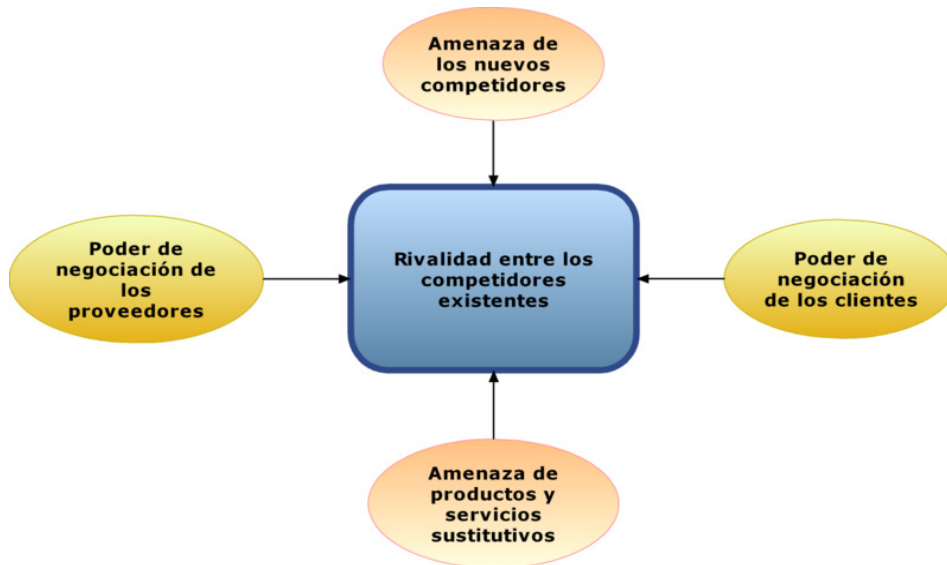 Amenaza de
los nuevos
competidores
Poder de
negociación de
los
proveedores
Rivalidad entre los
competidores
existentes
Poder de
negociación
de los clientes
Amenaza de
productos y
servicios
sustitutivos